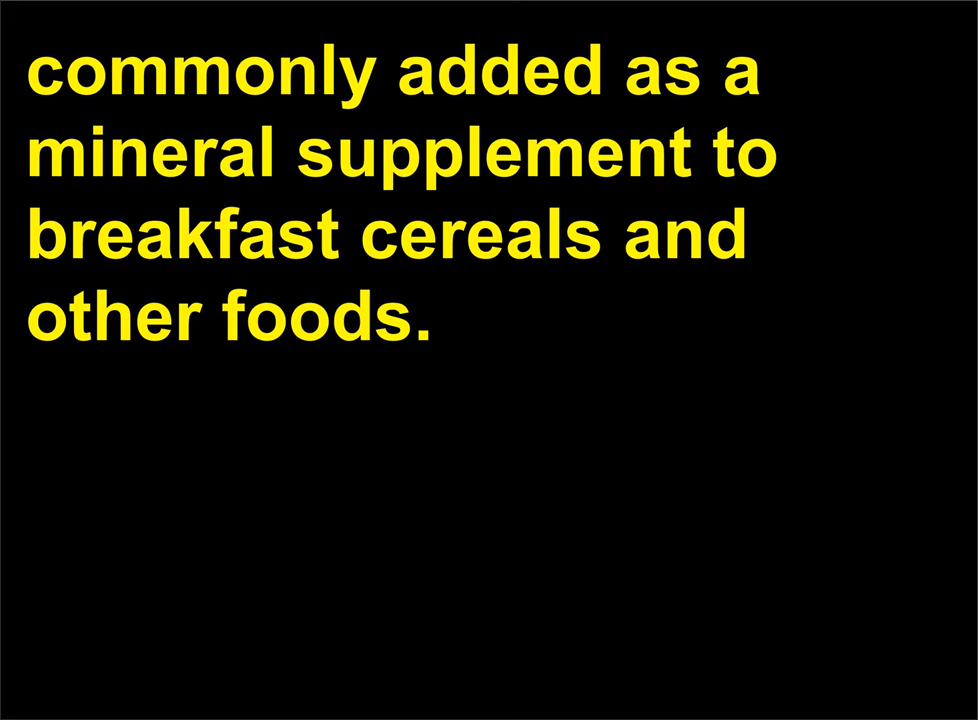 commonly added as a
mineral supplement to
breakfast cereals and
other foods.